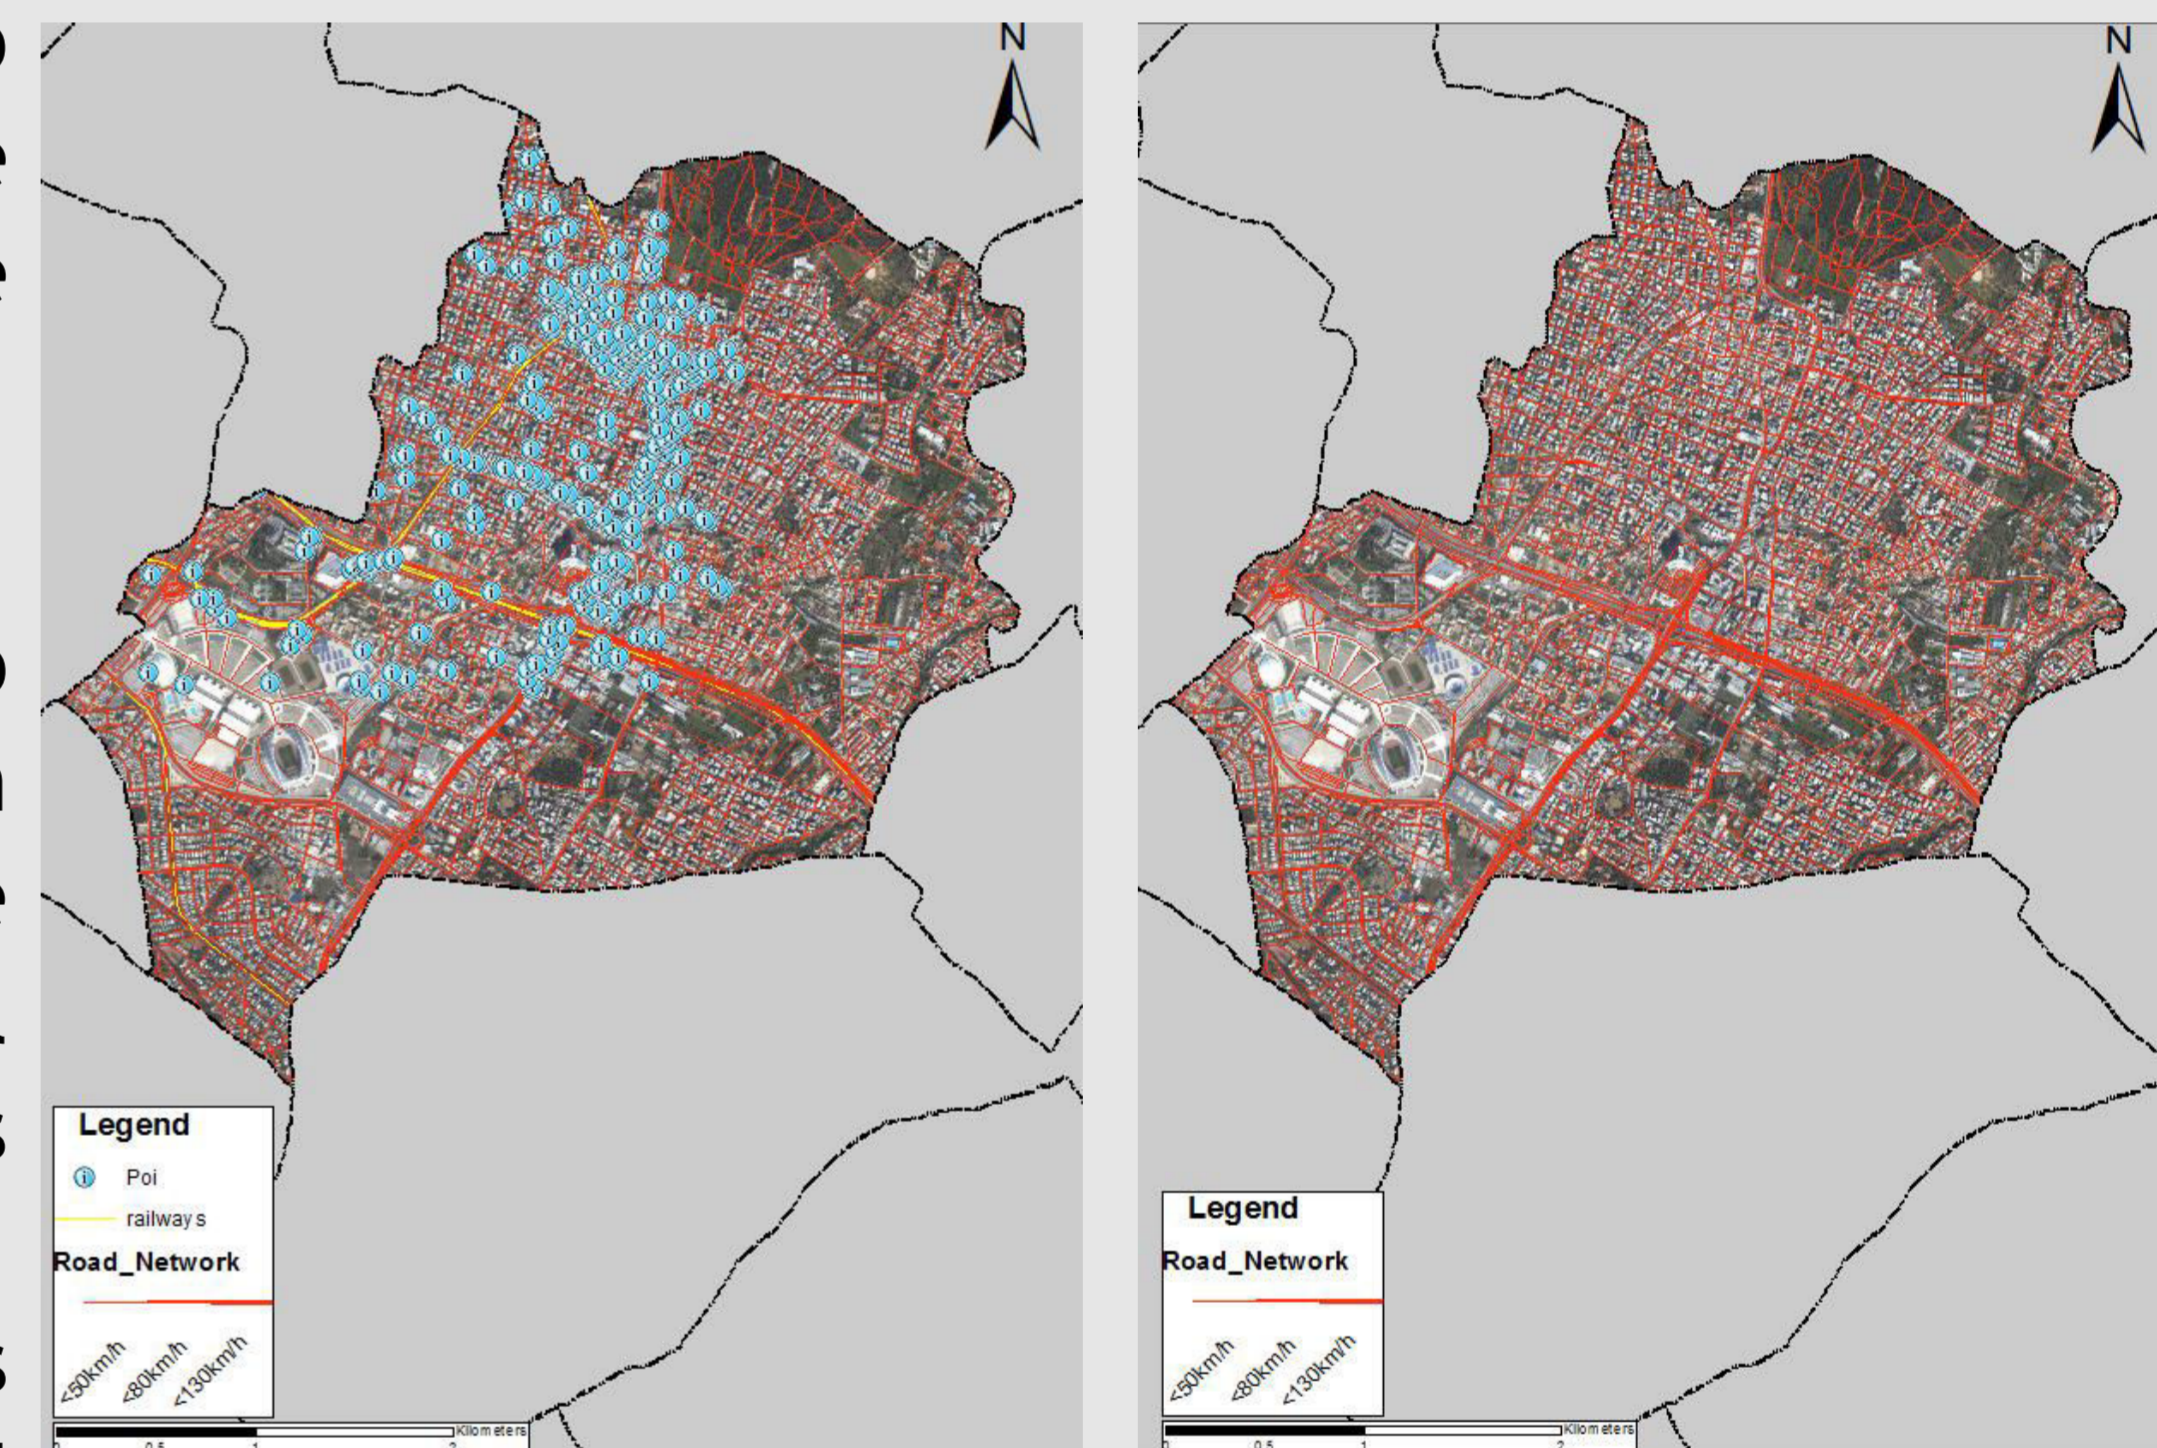 N
Legend
Poi
railways
Road_Network
<50km/h
<80km/h
<130km/h
Kilometers
0 0.5 1 2
N
Legend
Road_Network
<50km/h
<80km/h
<130km/h
Kilometers
0 0.5 1 2